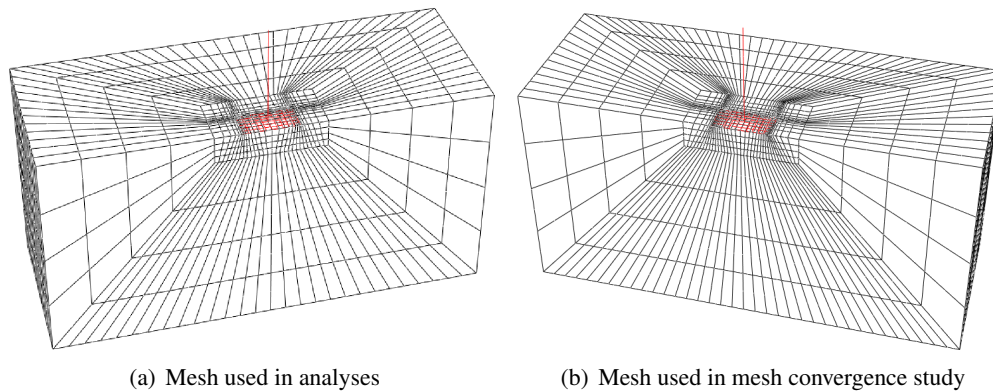 (a) Mesh used in analyses
(b) Mesh used in mesh convergence study